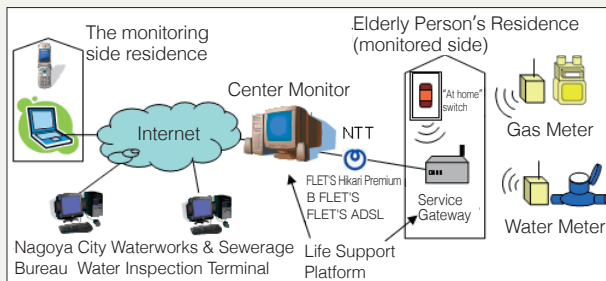 The monitoring
side residence
Elderly Person's Residence
(monitored side)
Center Monitor
"At home"
switch
Internet
NTT
Gas Meter
FLET'S Hikari Premium
B FLET'S
FLET'S ADSL
Service
Gateway
Water Meter
Nagoya City Waterworks & Sewerage
Bureau Water Inspection Terminal
Life Support
Platform